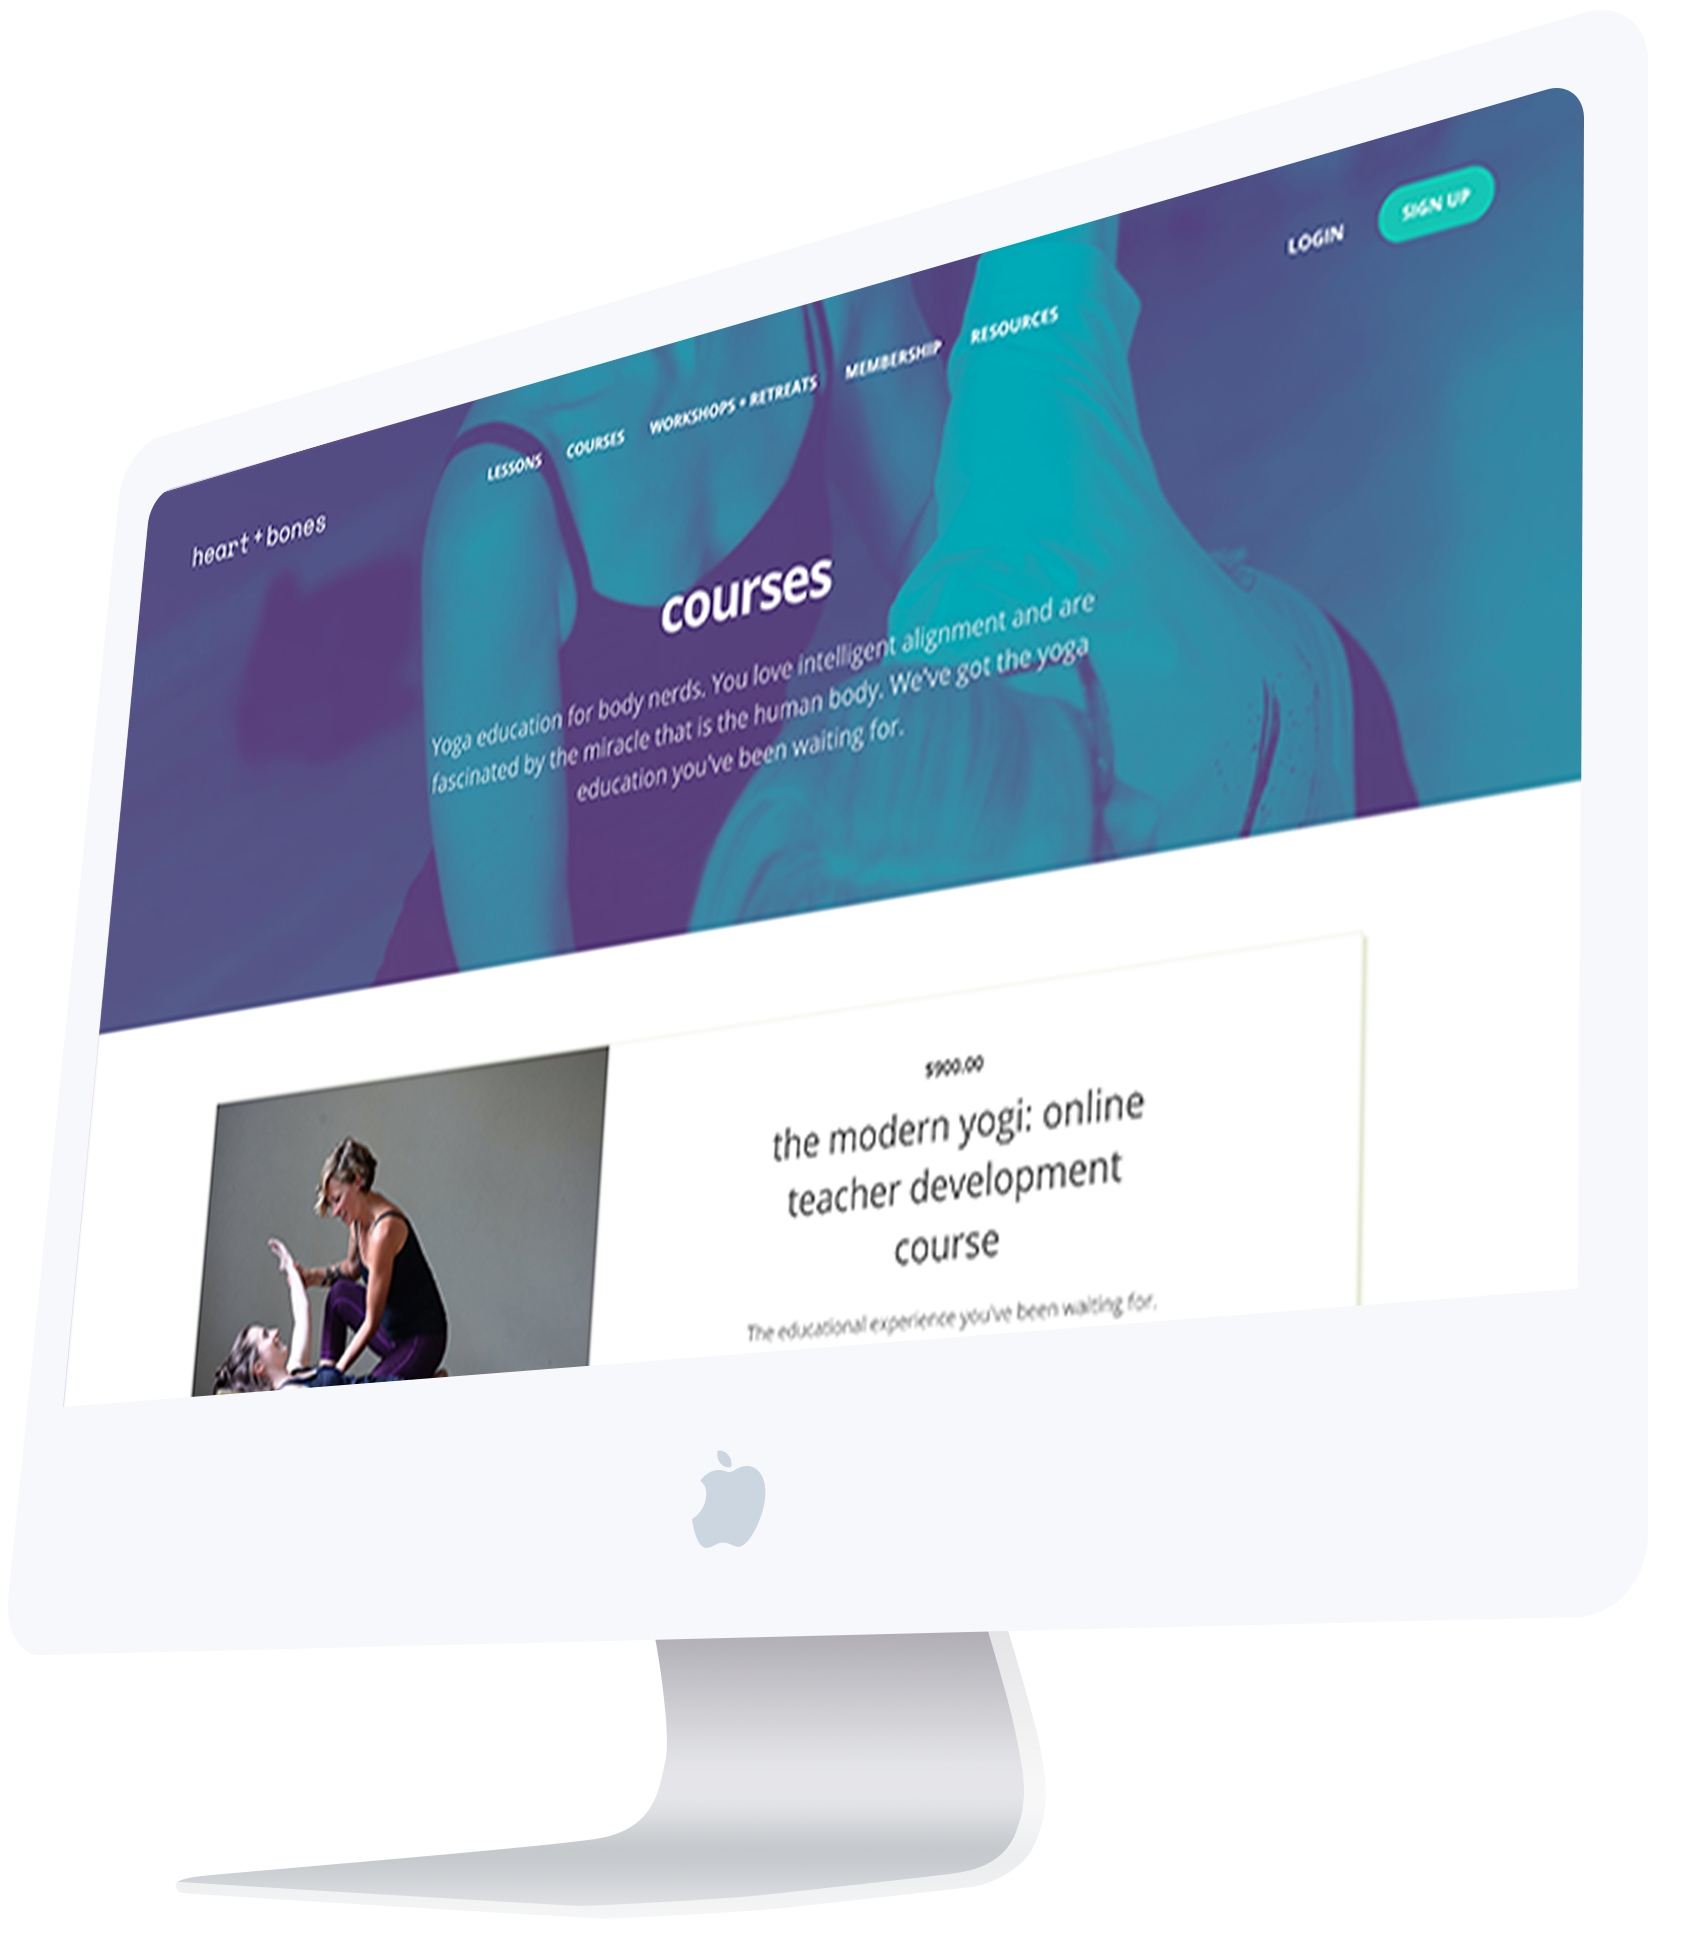 heart + bones
LESSONS
COURSES
WORKSHOPS + RETREATS
MEMBERSHIP
RESOURCES
LOGIN
SIGN UP
courses
Yoga education for body nerds. You love intelligent alignment and are
fascinated by the miracle that is the human body. We've got the yoga
education you've been waiting for.
$900.00
the modern yogi: online
teacher development
course
The educational experience you've been waiting for.